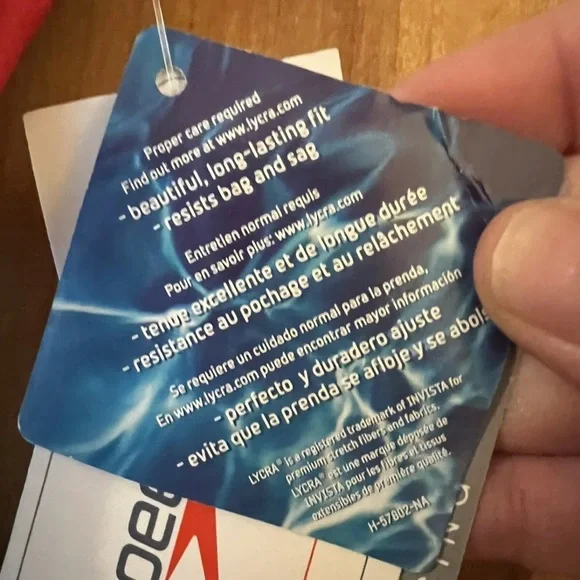 Proper care required
Find out more at www.lycra.com
- beautiful, long-lasting fit
- resists bag and sag
Entretien normal requis
Pour en savoir plus: www.lycra.com
- tenue excellente et de longue durée
- resistance au pochage et au relâchement
Se requiere un cuidado normal para la prenda,
En www.lycra.com puede encontrar mayor información
- perfecto y duradero ajuste
- evita que la prenda se afloje y se abols
LYCRA® is a registered trademark of INVISTA for
premium stretch fibers and fabrics.
LYCRA® est une marque déposée de
INVISTA pour les fibres et tissus
extensibles de première qualité.
H-57802-NA